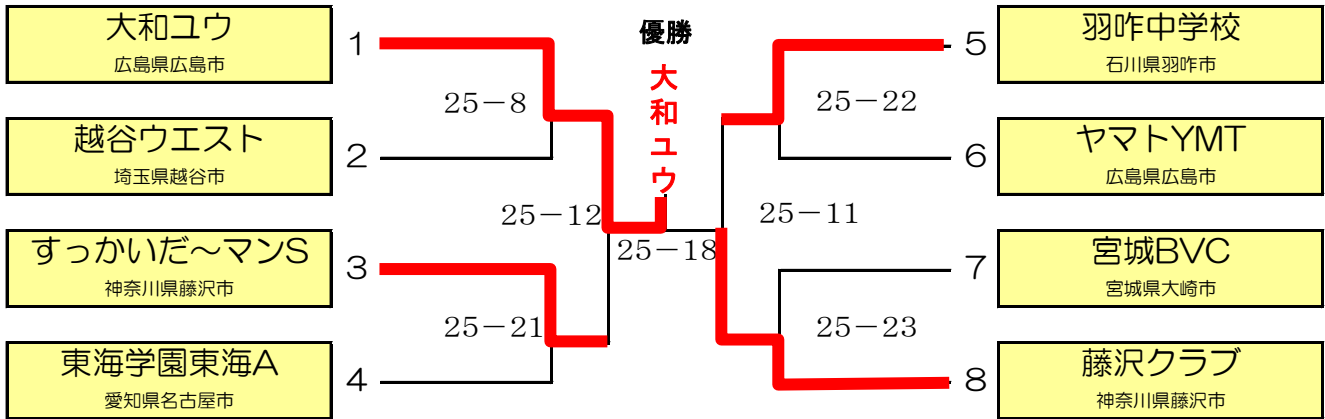 大和ユウ
広島県広島市
1
越谷ウエスト
埼玉県越谷市
2
すっかいだ～マンS
神奈川県藤沢市
3
東海学園東海A
愛知県名古屋市
4
25－8
25－21
25－12
優勝
大和ユウ
25－18
25－11
25－22
25－23
5
羽咋中学校
石川県羽咋市
6
ヤマトYMT
広島県広島市
7
宮城BVC
宮城県大崎市
8
藤沢クラブ
神奈川県藤沢市